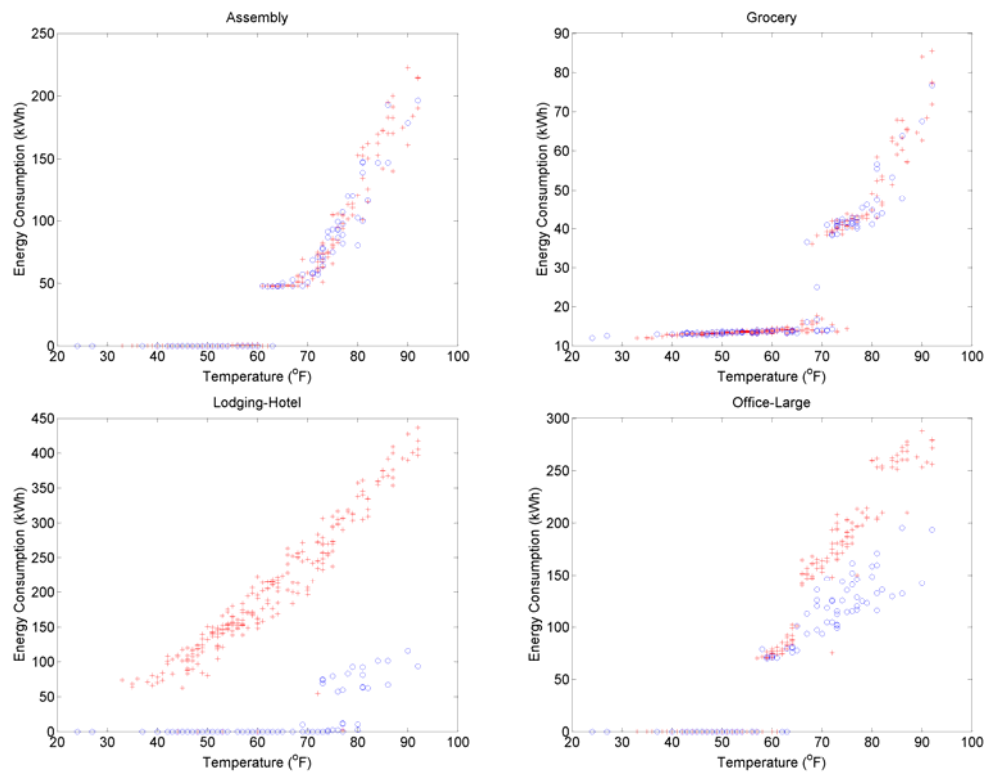 Assembly
Energy Consumption (kWh)
250
200
150
100
50
0
20 30 40 50 60 70 80 90 100
Temperature (°F)
Grocery
Energy Consumption (kWh)
90
80
70
60
50
40
30
20
10
20 30 40 50 60 70 80 90 100
Temperature (°F)
Lodging-Hotel
Energy Consumption (kWh)
450
400
350
300
250
200
150
100
50
0
20 30 40 50 60 70 80 90 100
Temperature (°F)
Office-Large
Energy Consumption (kWh)
300
250
200
150
100
50
0
20 30 40 50 60 70 80 90 100
Temperature (°F)